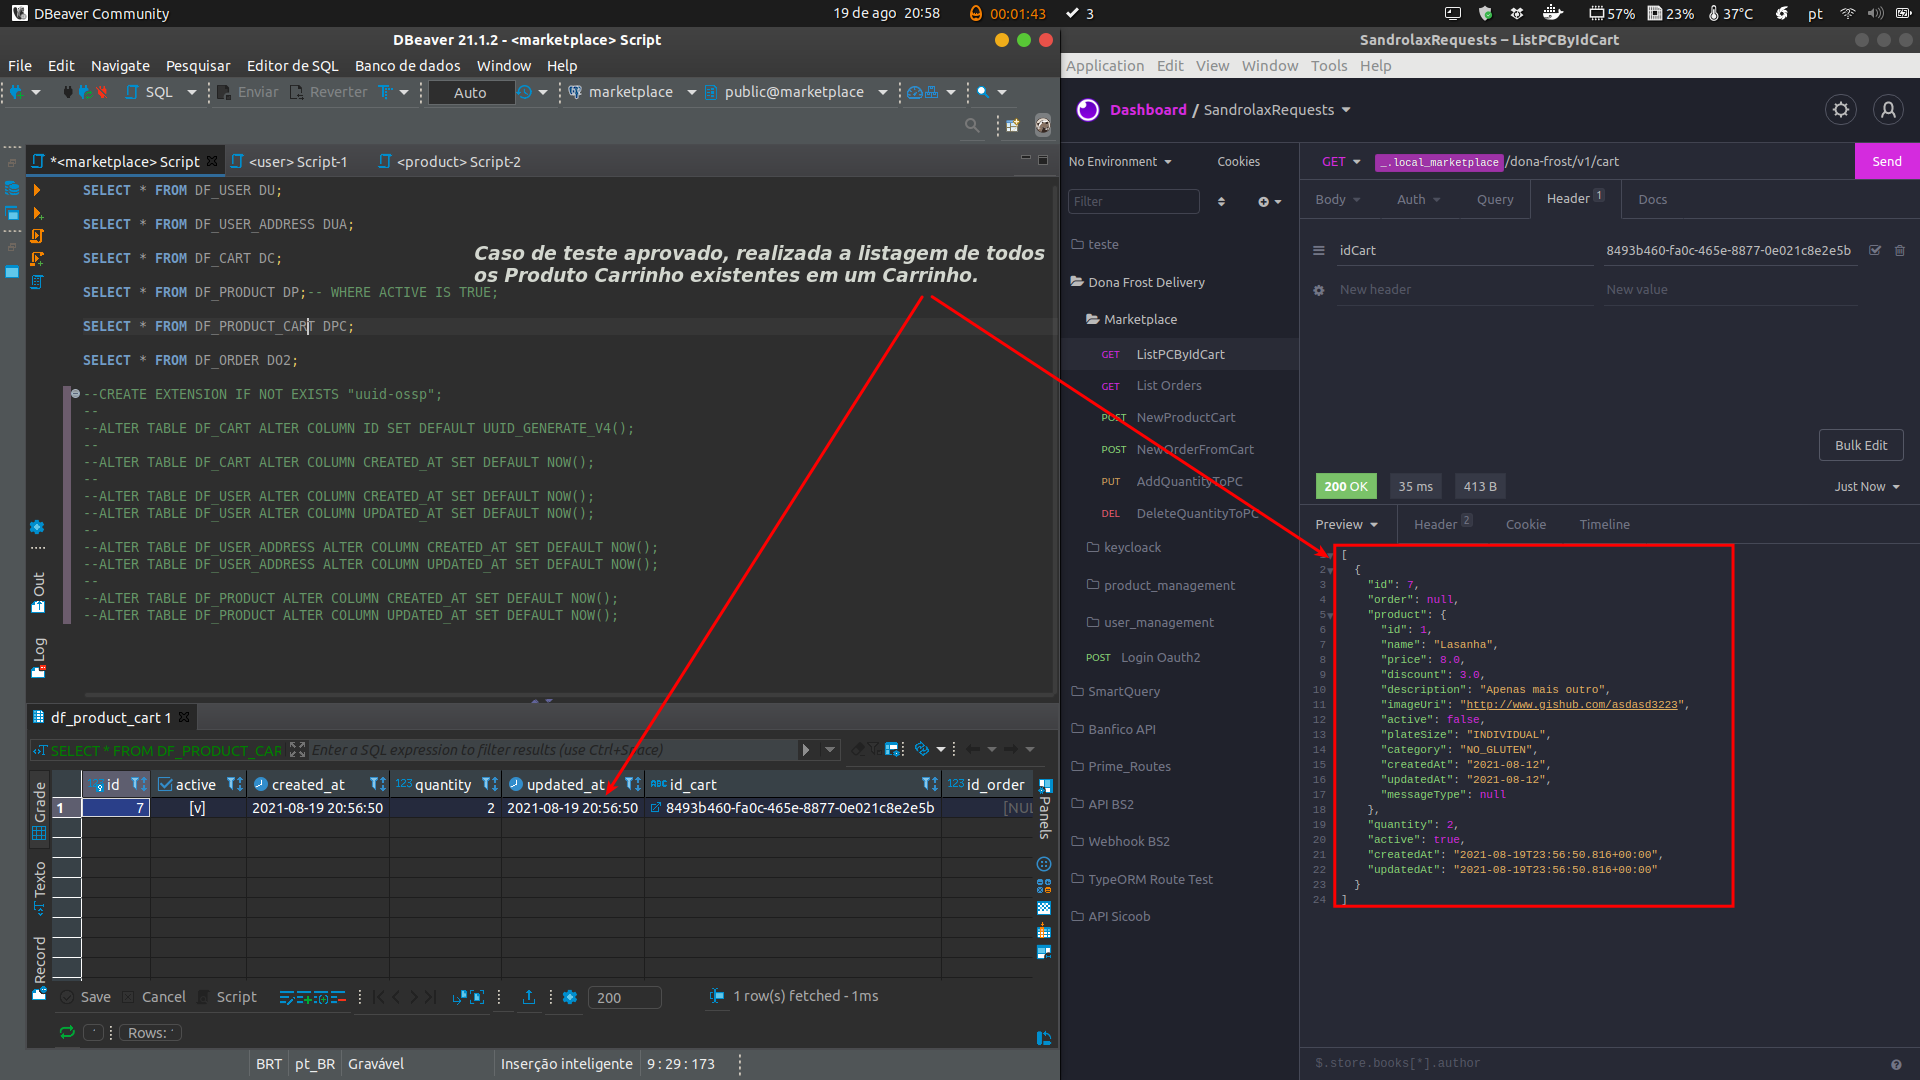 DBeaver Community
19 de ago 20:58
00:01:43
3
57%
23%
37°C
pt
DBeaver 21.1.2 - <marketplace> Script
File Edit Navigate Pesquisar Editor de SQL Banco de dados Window Help
SQL
Enviar
Reverter
Auto
marketplace
public@marketplace
*<marketplace> Script
<user> Script-1
<product> Script-2
SELECT * FROM DF_USER DU;
SELECT * FROM DF_USER_ADDRESS DUA;
SELECT * FROM DF_CART DC;
SELECT * FROM DF_PRODUCT DP;-- WHERE ACTIVE IS TRUE;
SELECT * FROM DF_PRODUCT_CART DPC;
SELECT * FROM DF_ORDER DO2;
--CREATE EXTENSION IF NOT EXISTS "uuid-ossp";
--
--ALTER TABLE DF_CART ALTER COLUMN ID SET DEFAULT UUID_GENERATE_V4();
--
--ALTER TABLE DF_CART ALTER COLUMN CREATED_AT SET DEFAULT NOW();
--
--ALTER TABLE DF_USER ALTER COLUMN CREATED_AT SET DEFAULT NOW();
--ALTER TABLE DF_USER ALTER COLUMN UPDATED_AT SET DEFAULT NOW();
--
--ALTER TABLE DF_USER_ADDRESS ALTER COLUMN CREATED_AT SET DEFAULT NOW();
--ALTER TABLE DF_USER_ADDRESS ALTER COLUMN UPDATED_AT SET DEFAULT NOW();
--
--ALTER TABLE DF_PRODUCT ALTER COLUMN CREATED_AT SET DEFAULT NOW();
--ALTER TABLE DF_PRODUCT ALTER COLUMN UPDATED_AT SET DEFAULT NOW();
Caso de teste aprovado, realizada a listagem de todos
os Produto Carrinho existentes em um Carrinho.
Out
Log
df_product_cart 1
SELECT * FROM DF_PRODUCT_CAR
Enter a SQL expression to filter results (use Ctrl+Space)
id active created_at quantity updated_at id_cart id_order
1 7 [v] 2021-08-19 20:56:50 2 2021-08-19 20:56:50 8493b460-fa0c-465e-8877-0e021c8e2e5b [NUL
Grade
Texto
Record
Panels
Save Cancel Script
200
1 row(s) fetched - 1ms
Rows:
BRT pt_BR Gravável Inserção inteligente 9 : 29 : 173
SandrolaxRequests – ListPCByIdCart
Application Edit View Window Tools Help
Dashboard / SandrolaxRequests
No Environment
Cookies
Filter
teste
Dona Frost Delivery
Marketplace
GET ListPCByIdCart
GET List Orders
POST NewProductCart
POST NewOrderFromCart
PUT AddQuantityToPC
DEL DeleteQuantityToPC
keycloack
product_management
user_management
POST Login Oauth2
SmartQuery
Banfico API
Prime_Routes
API BS2
Webhook BS2
TypeORM Route Test
API Sicoob
GET _.local_marketplace /dona-frost/v1/cart
Send
Body Auth Query Header 1 Docs
idCart 8493b460-fa0c-465e-8877-0e021c8e2e5b
New header New value
Bulk Edit
200 OK 35 ms 413 B
Just Now
Preview Header 2 Cookie Timeline
[
2 {
3 "id": 7,
4 "order": null,
5 "product": {
6 "id": 1,
7 "name": "Lasanha",
8 "price": 8.0,
9 "discount": 3.0,
10 "description": "Apenas mais outro",
11 "imageUri": "http://www.gishub.com/asdasd3223",
12 "active": false,
13 "plateSize": "INDIVIDUAL",
14 "category": "NO_GLUTEN",
15 "createdAt": "2021-08-12",
16 "updatedAt": "2021-08-12",
17 "messageType": null
18 },
19 "quantity": 2,
20 "active": true,
21 "createdAt": "2021-08-19T23:56:50.816+00:00",
22 "updatedAt": "2021-08-19T23:56:50.816+00:00"
23 }
24 ]
$.store.books[*].author